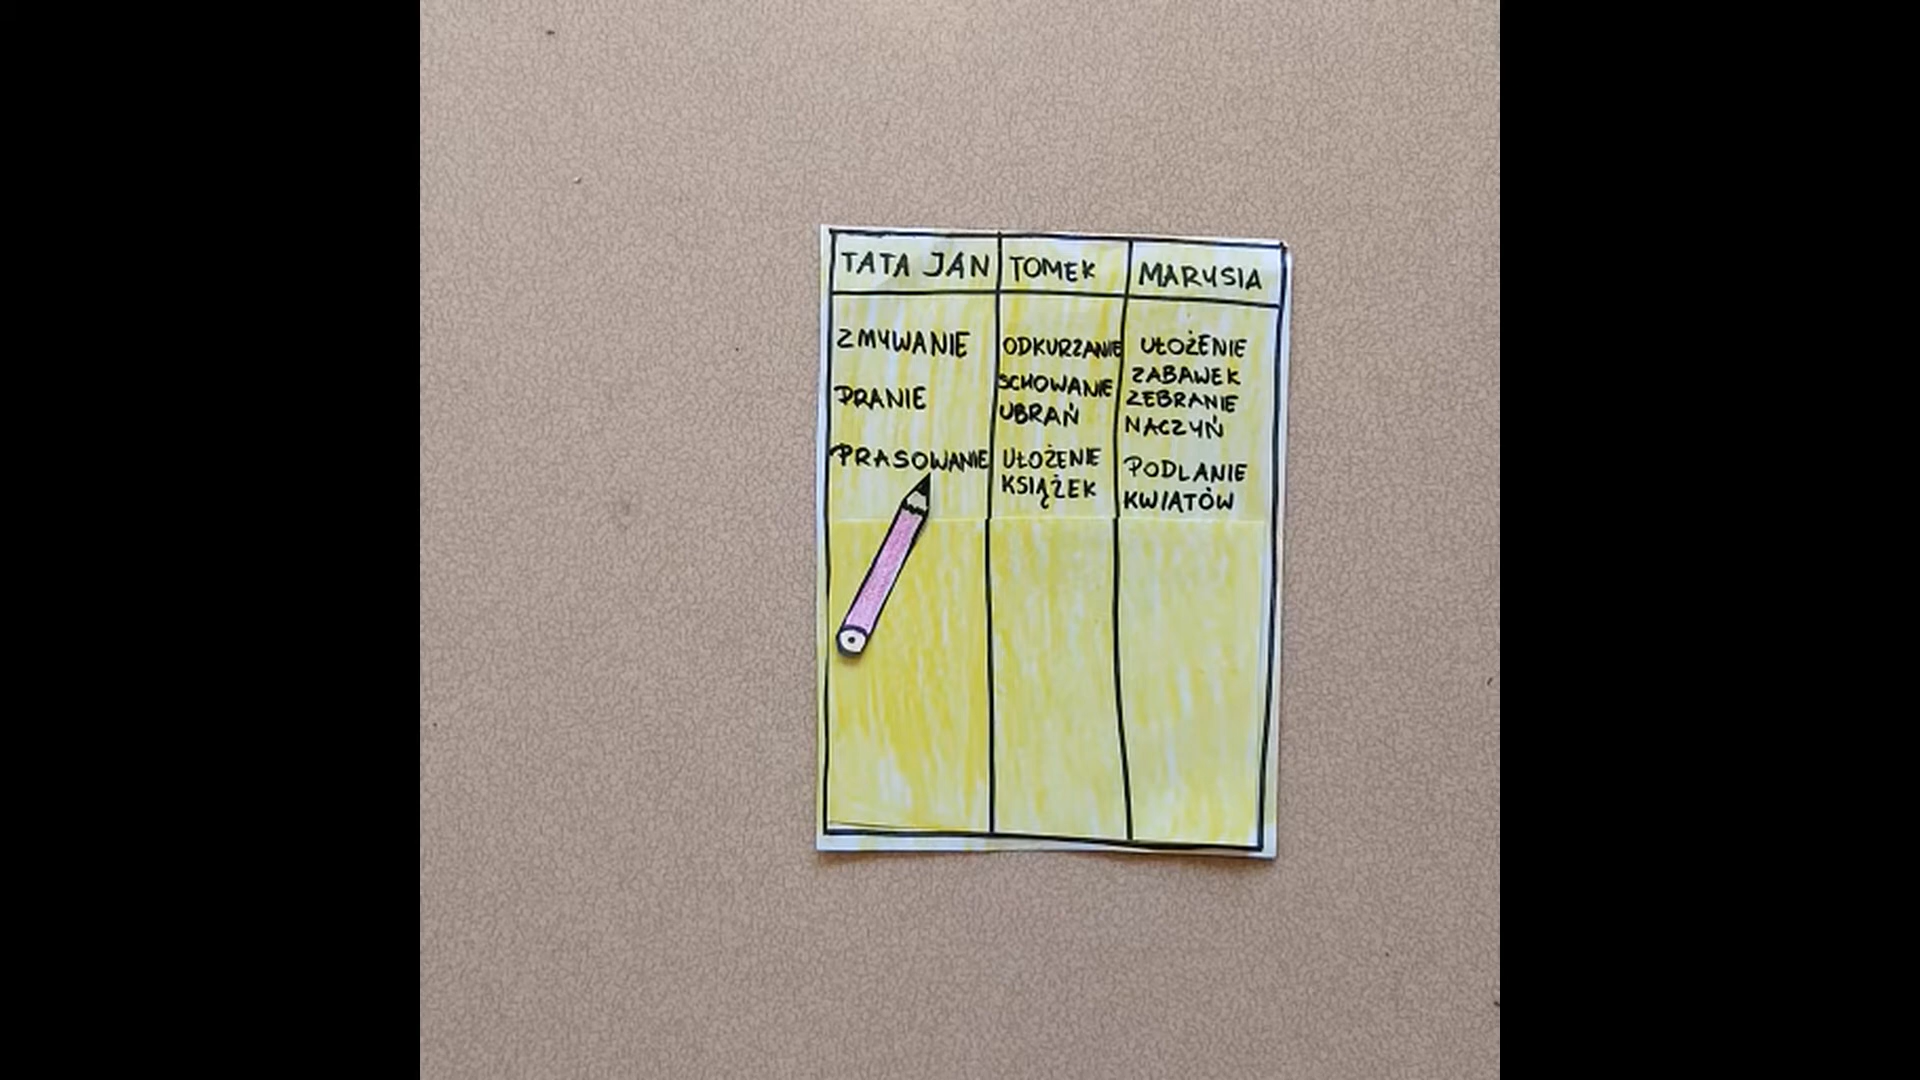 TATA JAN
TOMEK
MARYSIA
ZMYWANIE
PRANIE
PRASOWANIE
ODKURZANIE
SCHOWANIE
UBRAŃ
UŁOŻENIE
KSIĄŻEK
UŁOŻENIE
ZABAWEK
ZEBRANIE
NACZYŃ
PODLANIE
KWIATÓW